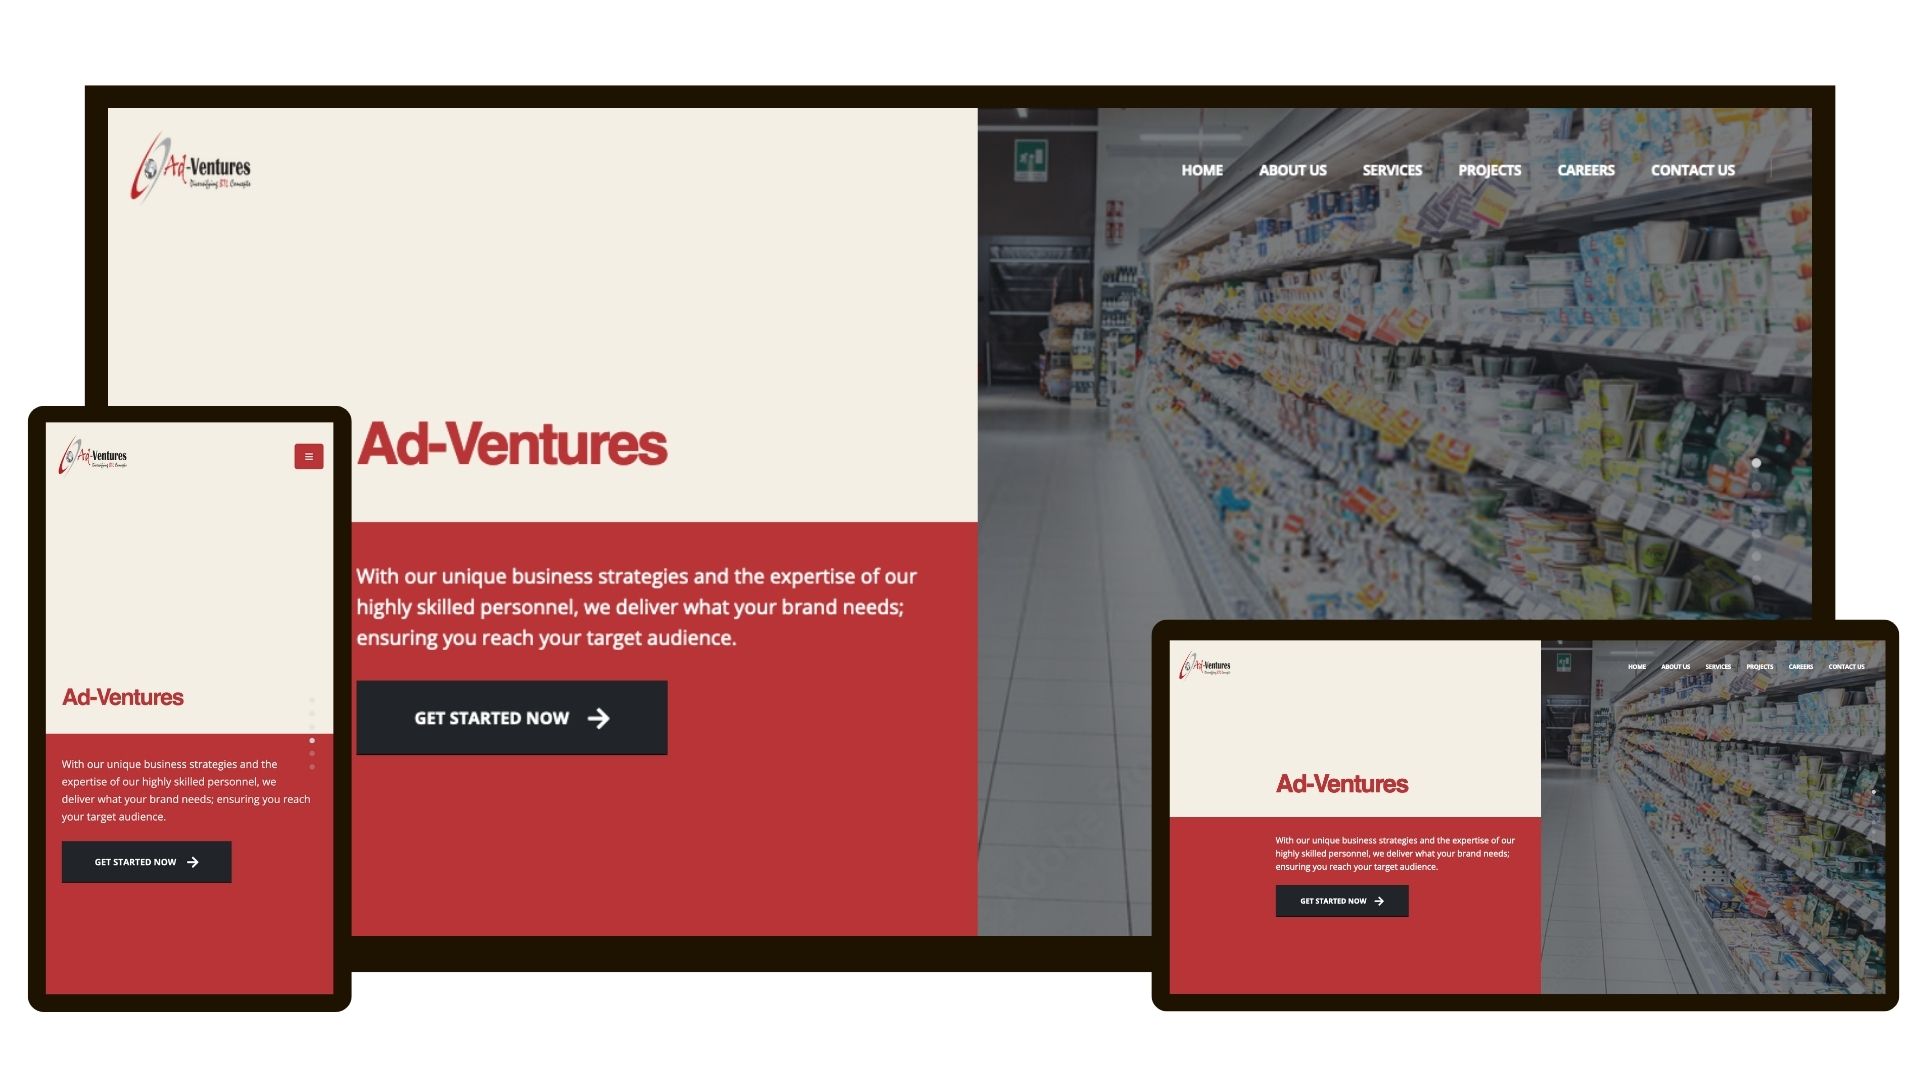 Ad-Ventures
Diversifying BTL Concepts
HOME ABOUT US SERVICES PROJECTS CAREERS CONTACT US
Ad-Ventures
With our unique business strategies and the expertise of our
highly skilled personnel, we deliver what your brand needs;
ensuring you reach your target audience.
GET STARTED NOW
Ad-Ventures
Diversifying BTL Concepts
Ad-Ventures
With our unique business strategies and the
expertise of our highly skilled personnel, we
deliver what your brand needs; ensuring you reach
your target audience.
GET STARTED NOW
Ad-Ventures
Diversifying BTL Concepts
HOME ABOUT US SERVICES PROJECTS CAREERS CONTACT US
Ad-Ventures
With our unique business strategies and the expertise of our
highly skilled personnel, we deliver what your brand needs;
ensuring you reach your target audience.
GET STARTED NOW